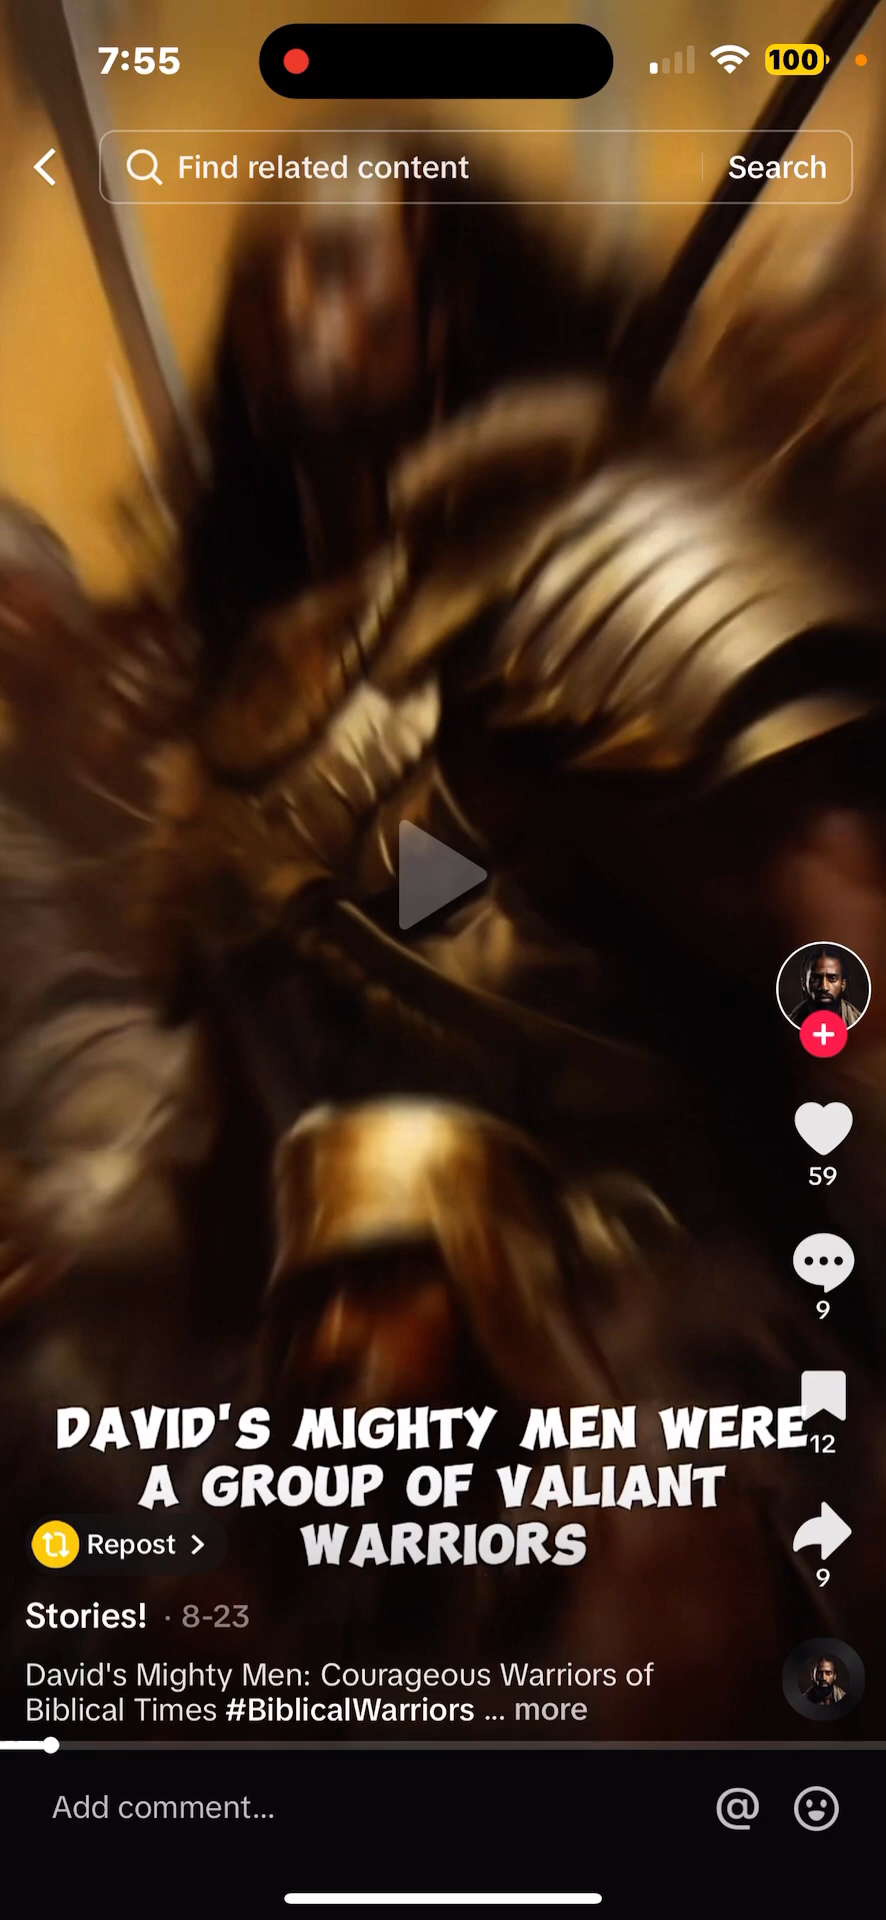 7:55
100
Find related content
Search
59
9
DAVID'S MIGHTY MEN WERE
12
A GROUP OF VALIANT
WARRIORS
Repost
9
Stories! · 8-23
David's Mighty Men: Courageous Warriors of
Biblical Times #BiblicalWarriors ... more
Add comment...
@